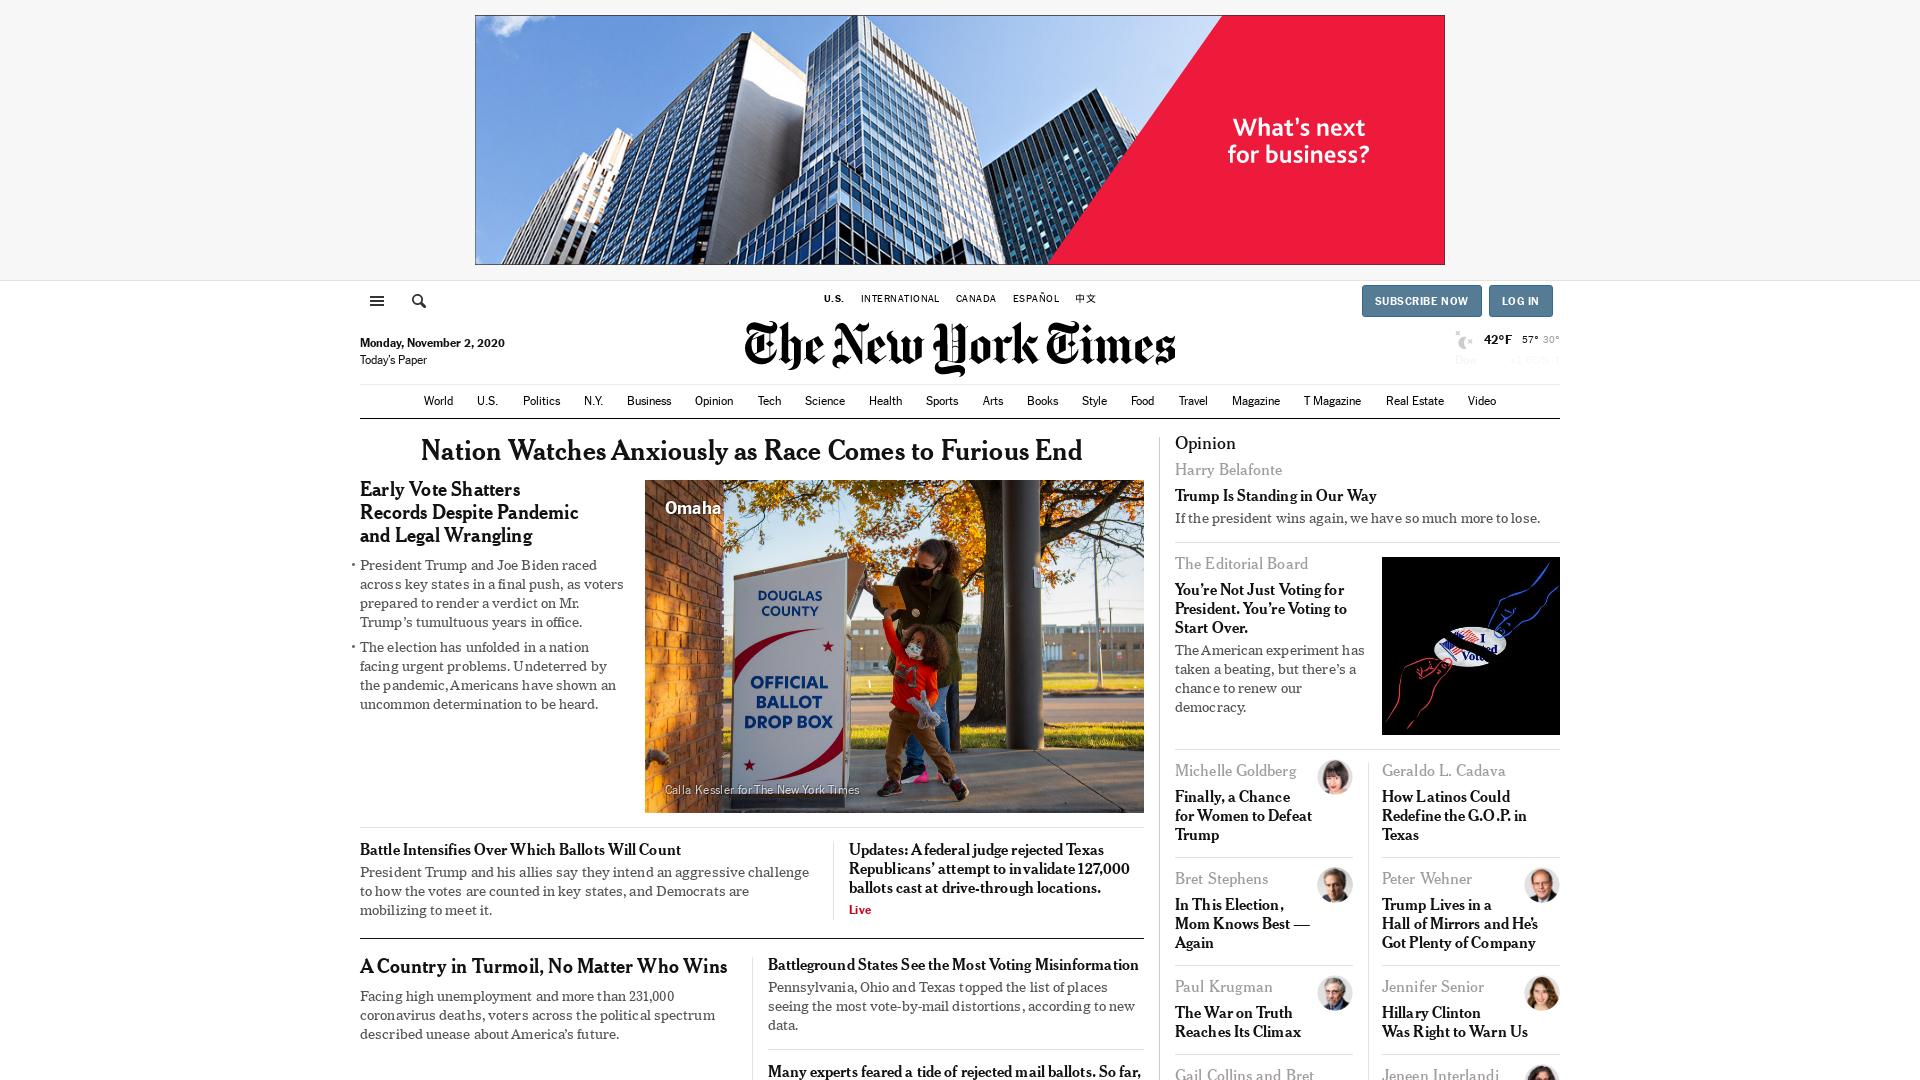 What's next
for business?
U.S. INTERNATIONAL CANADA ESPAÑOL 中文
SUBSCRIBE NOW LOG IN
Monday, November 2, 2020
Today's Paper
The New York Times
42°F 57° 30°
World U.S. Politics N.Y. Business Opinion Tech Science Health Sports Arts Books Style Food Travel Magazine T Magazine Real Estate Video
Nation Watches Anxiously as Race Comes to Furious End
Early Vote Shatters
Records Despite Pandemic
and Legal Wrangling
• President Trump and Joe Biden raced
across key states in a final push, as voters
prepared to render a verdict on Mr.
Trump's tumultuous years in office.
• The election has unfolded in a nation
facing urgent problems. Undeterred by
the pandemic, Americans have shown an
uncommon determination to be heard.
Omaha
DOUGLAS
COUNTY
OFFICIAL
BALLOT
DROP BOX
Calla Kessler for The New York Times
Battle Intensifies Over Which Ballots Will Count
President Trump and his allies say they intend an aggressive challenge
to how the votes are counted in key states, and Democrats are
mobilizing to meet it.
Updates: A federal judge rejected Texas
Republicans' attempt to invalidate 127,000
ballots cast at drive-through locations.
Live
A Country in Turmoil, No Matter Who Wins
Facing high unemployment and more than 231,000
coronavirus deaths, voters across the political spectrum
described unease about America's future.
Battleground States See the Most Voting Misinformation
Pennsylvania, Ohio and Texas topped the list of places
seeing the most vote-by-mail distortions, according to new
data.
Many experts feared a tide of rejected mail ballots. So far,
Opinion
Harry Belafonte
Trump Is Standing in Our Way
If the president wins again, we have so much more to lose.
The Editorial Board
You're Not Just Voting for
President. You're Voting to
Start Over.
The American experiment has
taken a beating, but there's a
chance to renew our
democracy.
I
Voted
Michelle Goldberg
Finally, a Chance
for Women to Defeat
Trump
Geraldo L. Cadava
How Latinos Could
Redefine the G.O.P. in
Texas
Bret Stephens
In This Election,
Mom Knows Best —
Again
Peter Wehner
Trump Lives in a
Hall of Mirrors and He's
Got Plenty of Company
Paul Krugman
The War on Truth
Reaches Its Climax
Jennifer Senior
Hillary Clinton
Was Right to Warn Us
Gail Collins and Bret
Jeneen Interlandi